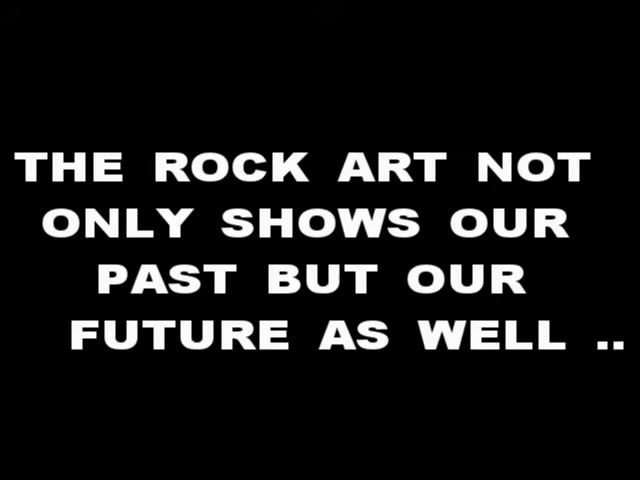 THE ROCK ART NOT
ONLY SHOWS OUR
PAST BUT OUR
FUTURE AS WELL ..